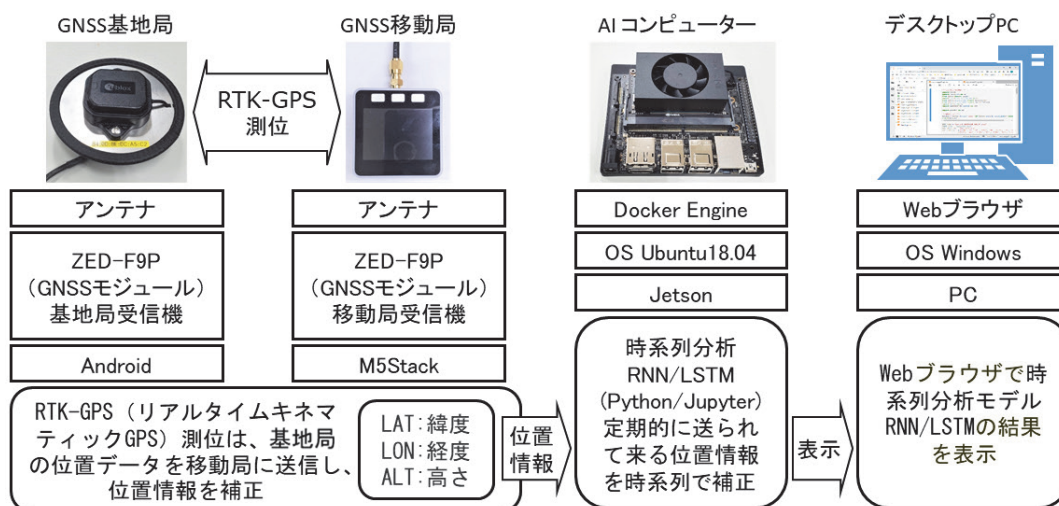 GNSS基地局
GNSS移動局
AIコンピューター
デスクトップPC
RTK-GPS
測位
アンテナ
ZED-F9P
(GNSSモジュール)
基地局受信機
Android
アンテナ
ZED-F9P
(GNSSモジュール)
移動局受信機
M5Stack
Docker Engine
OS Ubuntu18.04
Jetson
Webブラウザ
OS Windows
PC
RTK-GPS(リアルタイムキネマ
ティックGPS)測位は、基地局
の位置データを移動局に送信し、
位置情報を補正
LAT:緯度
LON:経度
ALT:高さ
位置
情報
時系列分析
RNN/LSTM
(Python/Jupyter)
定期的に送られ
て来る位置情報
を時系列で補正
表示
Webブラウザで時
系列分析モデル
RNN/LSTMの結果
を表示